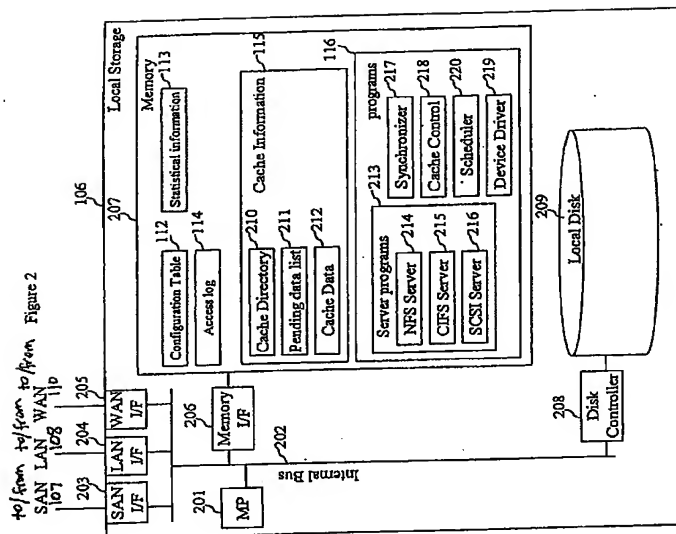 Figure 2
to/from to/from to/from
SAN LAN WAN
107 108 110
203 204 205
SAN I/F
LAN I/F
WAN I/F
106
Local Storage
207
Memory
112
Configuration Table
113
Statistical information
114
Access log
115
Cache Information
210
Cache Directory
211
Pending data list
212
Cache Data
116
programs
213
Server programs
214
NFS Server
215
CIFS Server
216
SCSI Server
217
Synchronizer
218
Cache Control
220
Scheduler
219
Device Driver
201
MP
206
Memory
I/F
202
Internal Bus
208
Disk
Controller
209
Local Disk